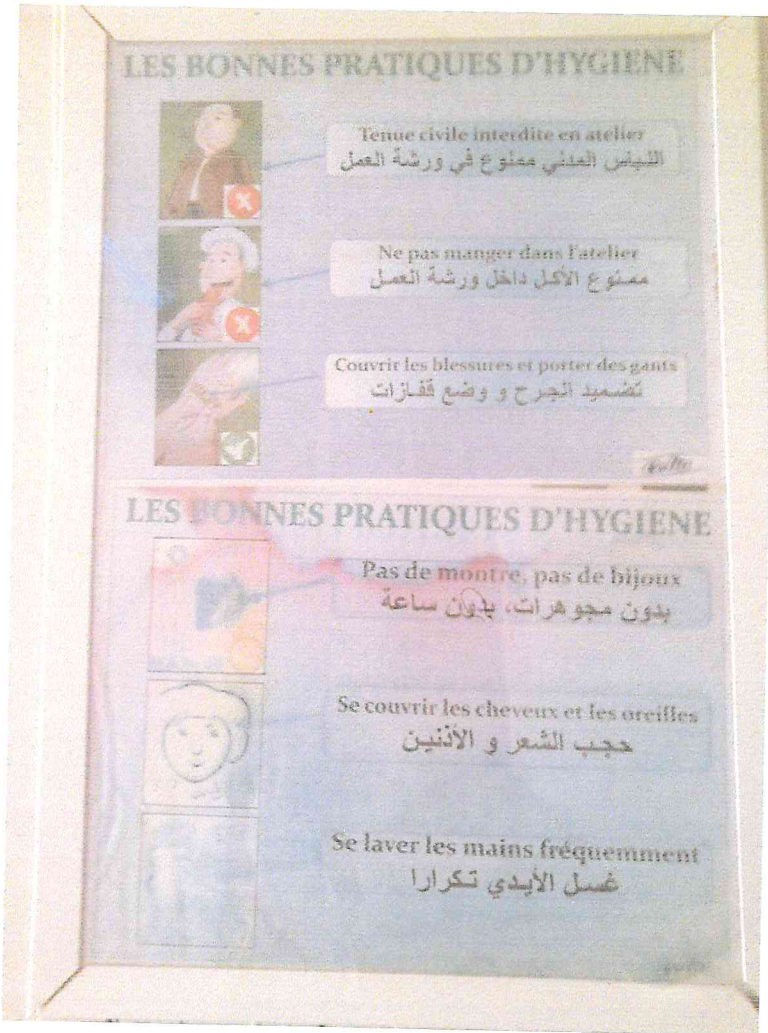 LES BONNES PRATIQUES D'HYGIENE
Tenue civile interdite en atelier
اللباس المدني ممنوع في ورشة العمل
Ne pas manger dans l'atelier
ممنوع الأكل داخل ورشة العمل
Couvrir les blessures et porter des gants
تضميد الجرح و وضع قفازات
LES BONNES PRATIQUES D'HYGIENE
Pas de montre, pas de bijoux
بدون مجوهرات، بدون ساعة
Se couvrir les cheveux et les oreilles
حجب الشعر و الأذنين
Se laver les mains fréquemment
غسل الأيدي تكرارا